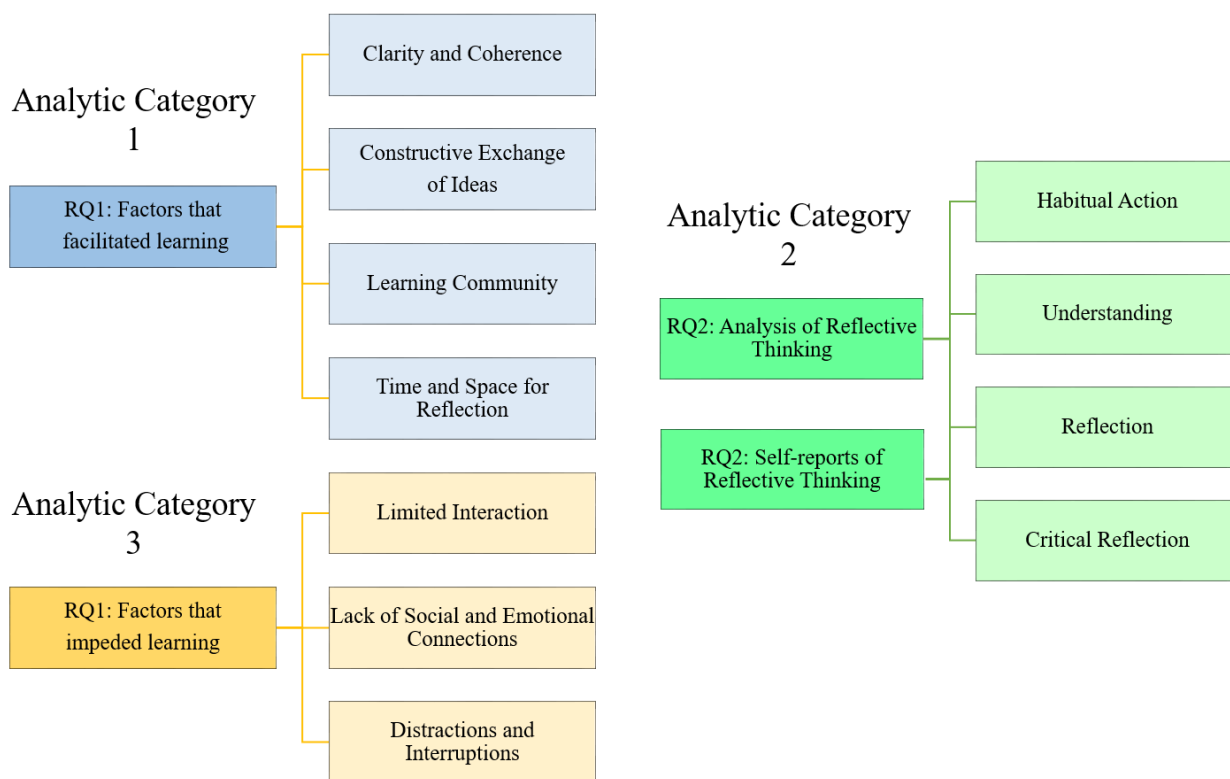 Analytic Category
1
RQ1: Factors that
facilitated learning
Clarity and Coherence
Constructive Exchange
of Ideas
Learning Community
Time and Space for
Reflection
Analytic Category
2
RQ2: Analysis of Reflective
Thinking
RQ2: Self-reports of
Reflective Thinking
Habitual Action
Understanding
Reflection
Critical Reflection
Analytic Category
3
RQ1: Factors that
impeded learning
Limited Interaction
Lack of Social and Emotional
Connections
Distractions and
Interruptions